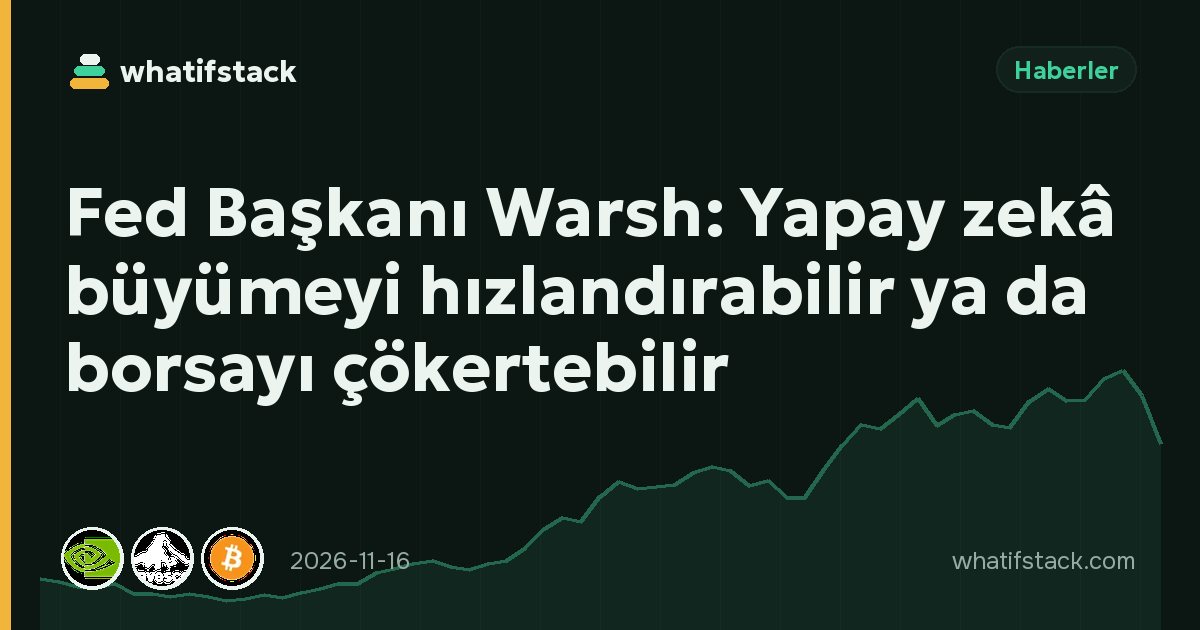 whatifstack
Haberler
Fed Başkanı Warsh: Yapay zekâ
büyümeyi hızlandırabilir ya da
borsayı çökertebilir
2026-11-16
whatifstack.com